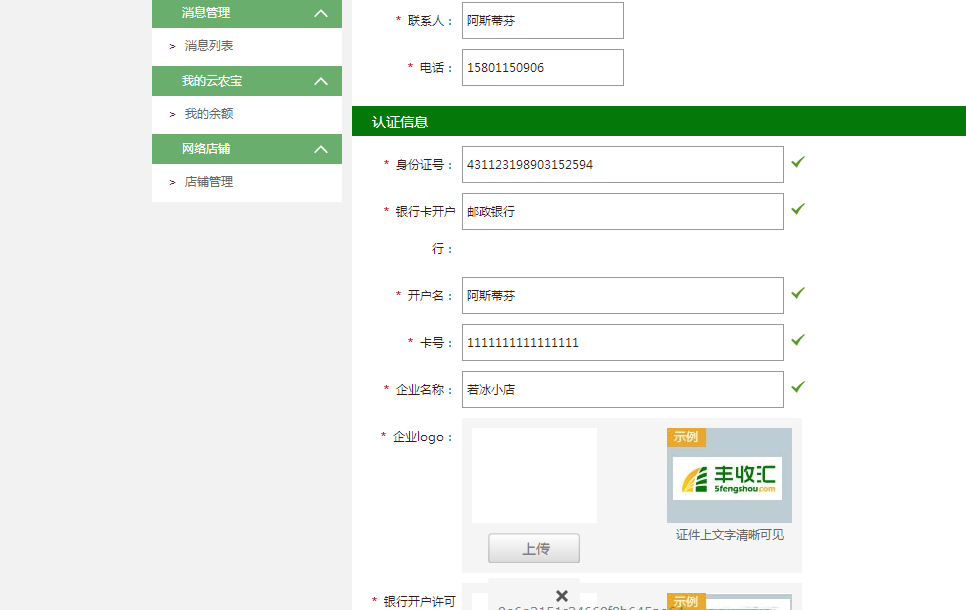 消息管理
> 消息列表
我的云农宝
> 我的余额
网络店铺
> 店铺管理
* 联系人： 阿斯蒂芬
* 电话： 15801150906
认证信息
* 身份证号： 431123198903152594
* 银行卡开户行： 邮政银行
* 开户名： 阿斯蒂芬
* 卡号： 1111111111111111
* 企业名称： 若冰小店
* 企业logo：
示例
丰收汇
5fengshou.com
证件上文字清晰可见
上传
* 银行开户许可
示例